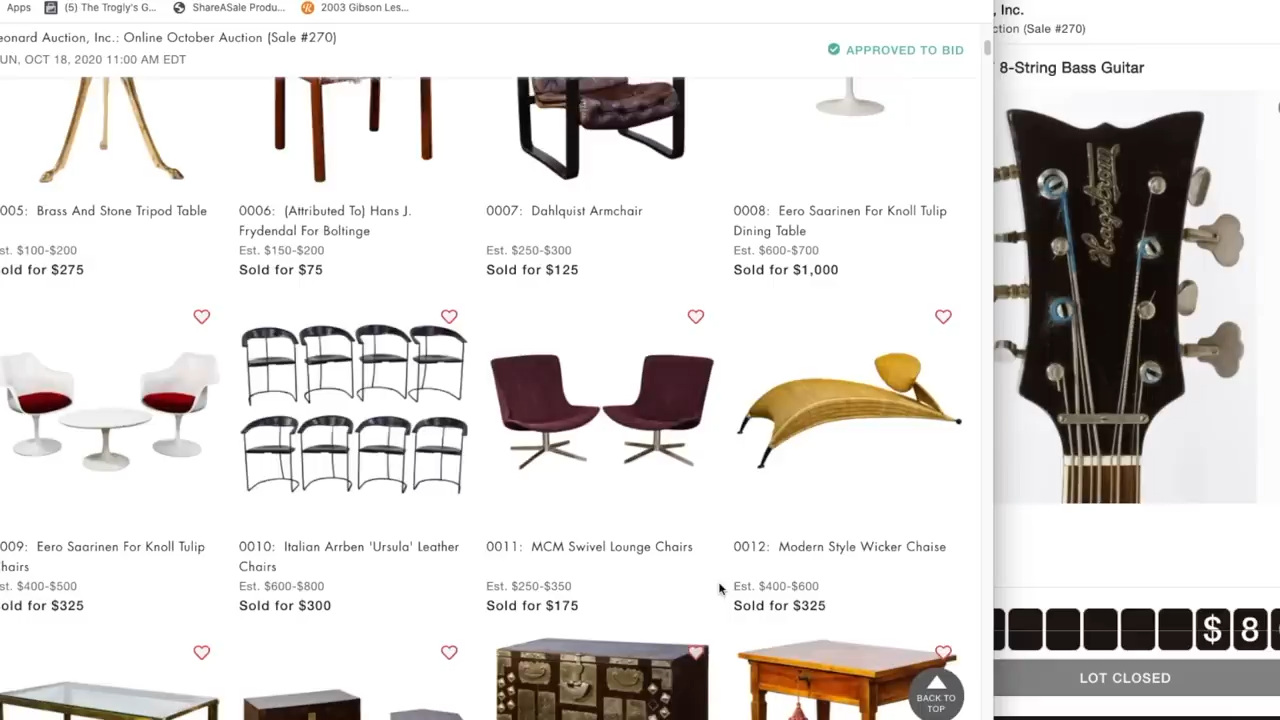 Apps
(5) The Trogly's G...
ShareASale Produ...
2003 Gibson Les...
eonard Auction, Inc.: Online October Auction (Sale #270)
UN, OCT 18, 2020 11:00 AM EDT
APPROVED TO BID
005: Brass And Stone Tripod Table
st. $100-$200
old for $275
0006: (Attributed To) Hans J.
Frydendal For Boltinge
Est. $150-$200
Sold for $75
0007: Dahlquist Armchair
Est. $250-$300
Sold for $125
0008: Eero Saarinen For Knoll Tulip
Dining Table
Est. $600-$700
Sold for $1,000
009: Eero Saarinen For Knoll Tulip
hairs
st. $400-$500
old for $325
0010: Italian Arrben 'Ursula' Leather
Chairs
Est. $600-$800
Sold for $300
0011: MCM Swivel Lounge Chairs
Est. $250-$350
Sold for $175
0012: Modern Style Wicker Chaise
Est. $400-$600
Sold for $325
BACK TO
TOP
, Inc.
ction (Sale #270)
8-String Bass Guitar
Hagstrom
$ 8
LOT CLOSED